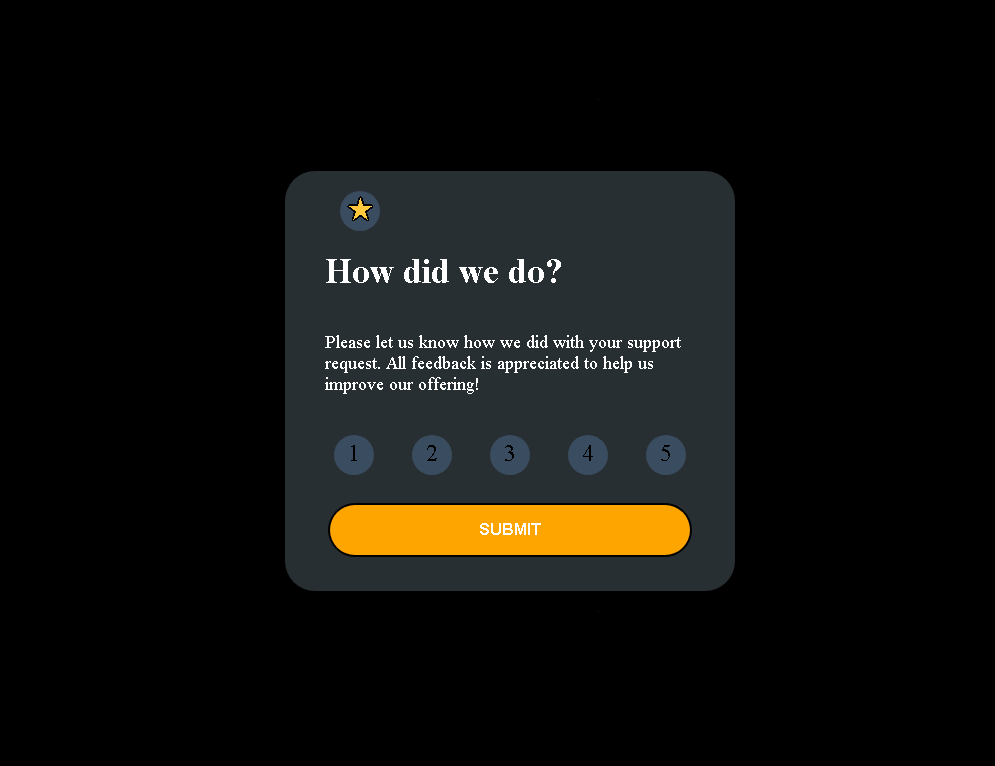 How did we do?
Please let us know how we did with your support
request. All feedback is appreciated to help us
improve our offering!
1 2 3 4 5
SUBMIT